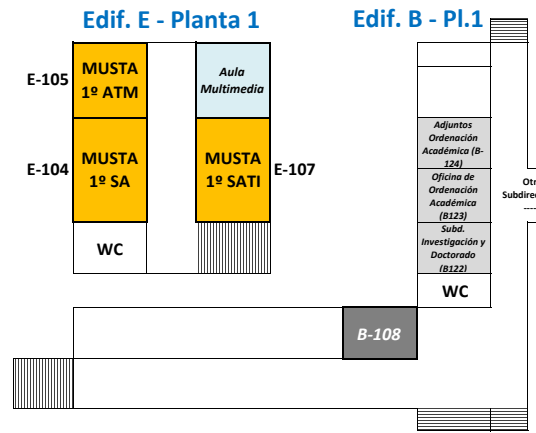 Edif. E - Planta 1
Edif. B - Pl.1
E-105
MUSTA
1º ATM
Aula
Multimedia
E-104
MUSTA
1º SA
MUSTA
1º SATI
E-107
WC
Adjuntos
Ordenación
Académica (B-
124)
Oficina de
Ordenación
Académica
(B123)
Subd.
Investigación y
Doctorado
(B122)
WC
B-108
----